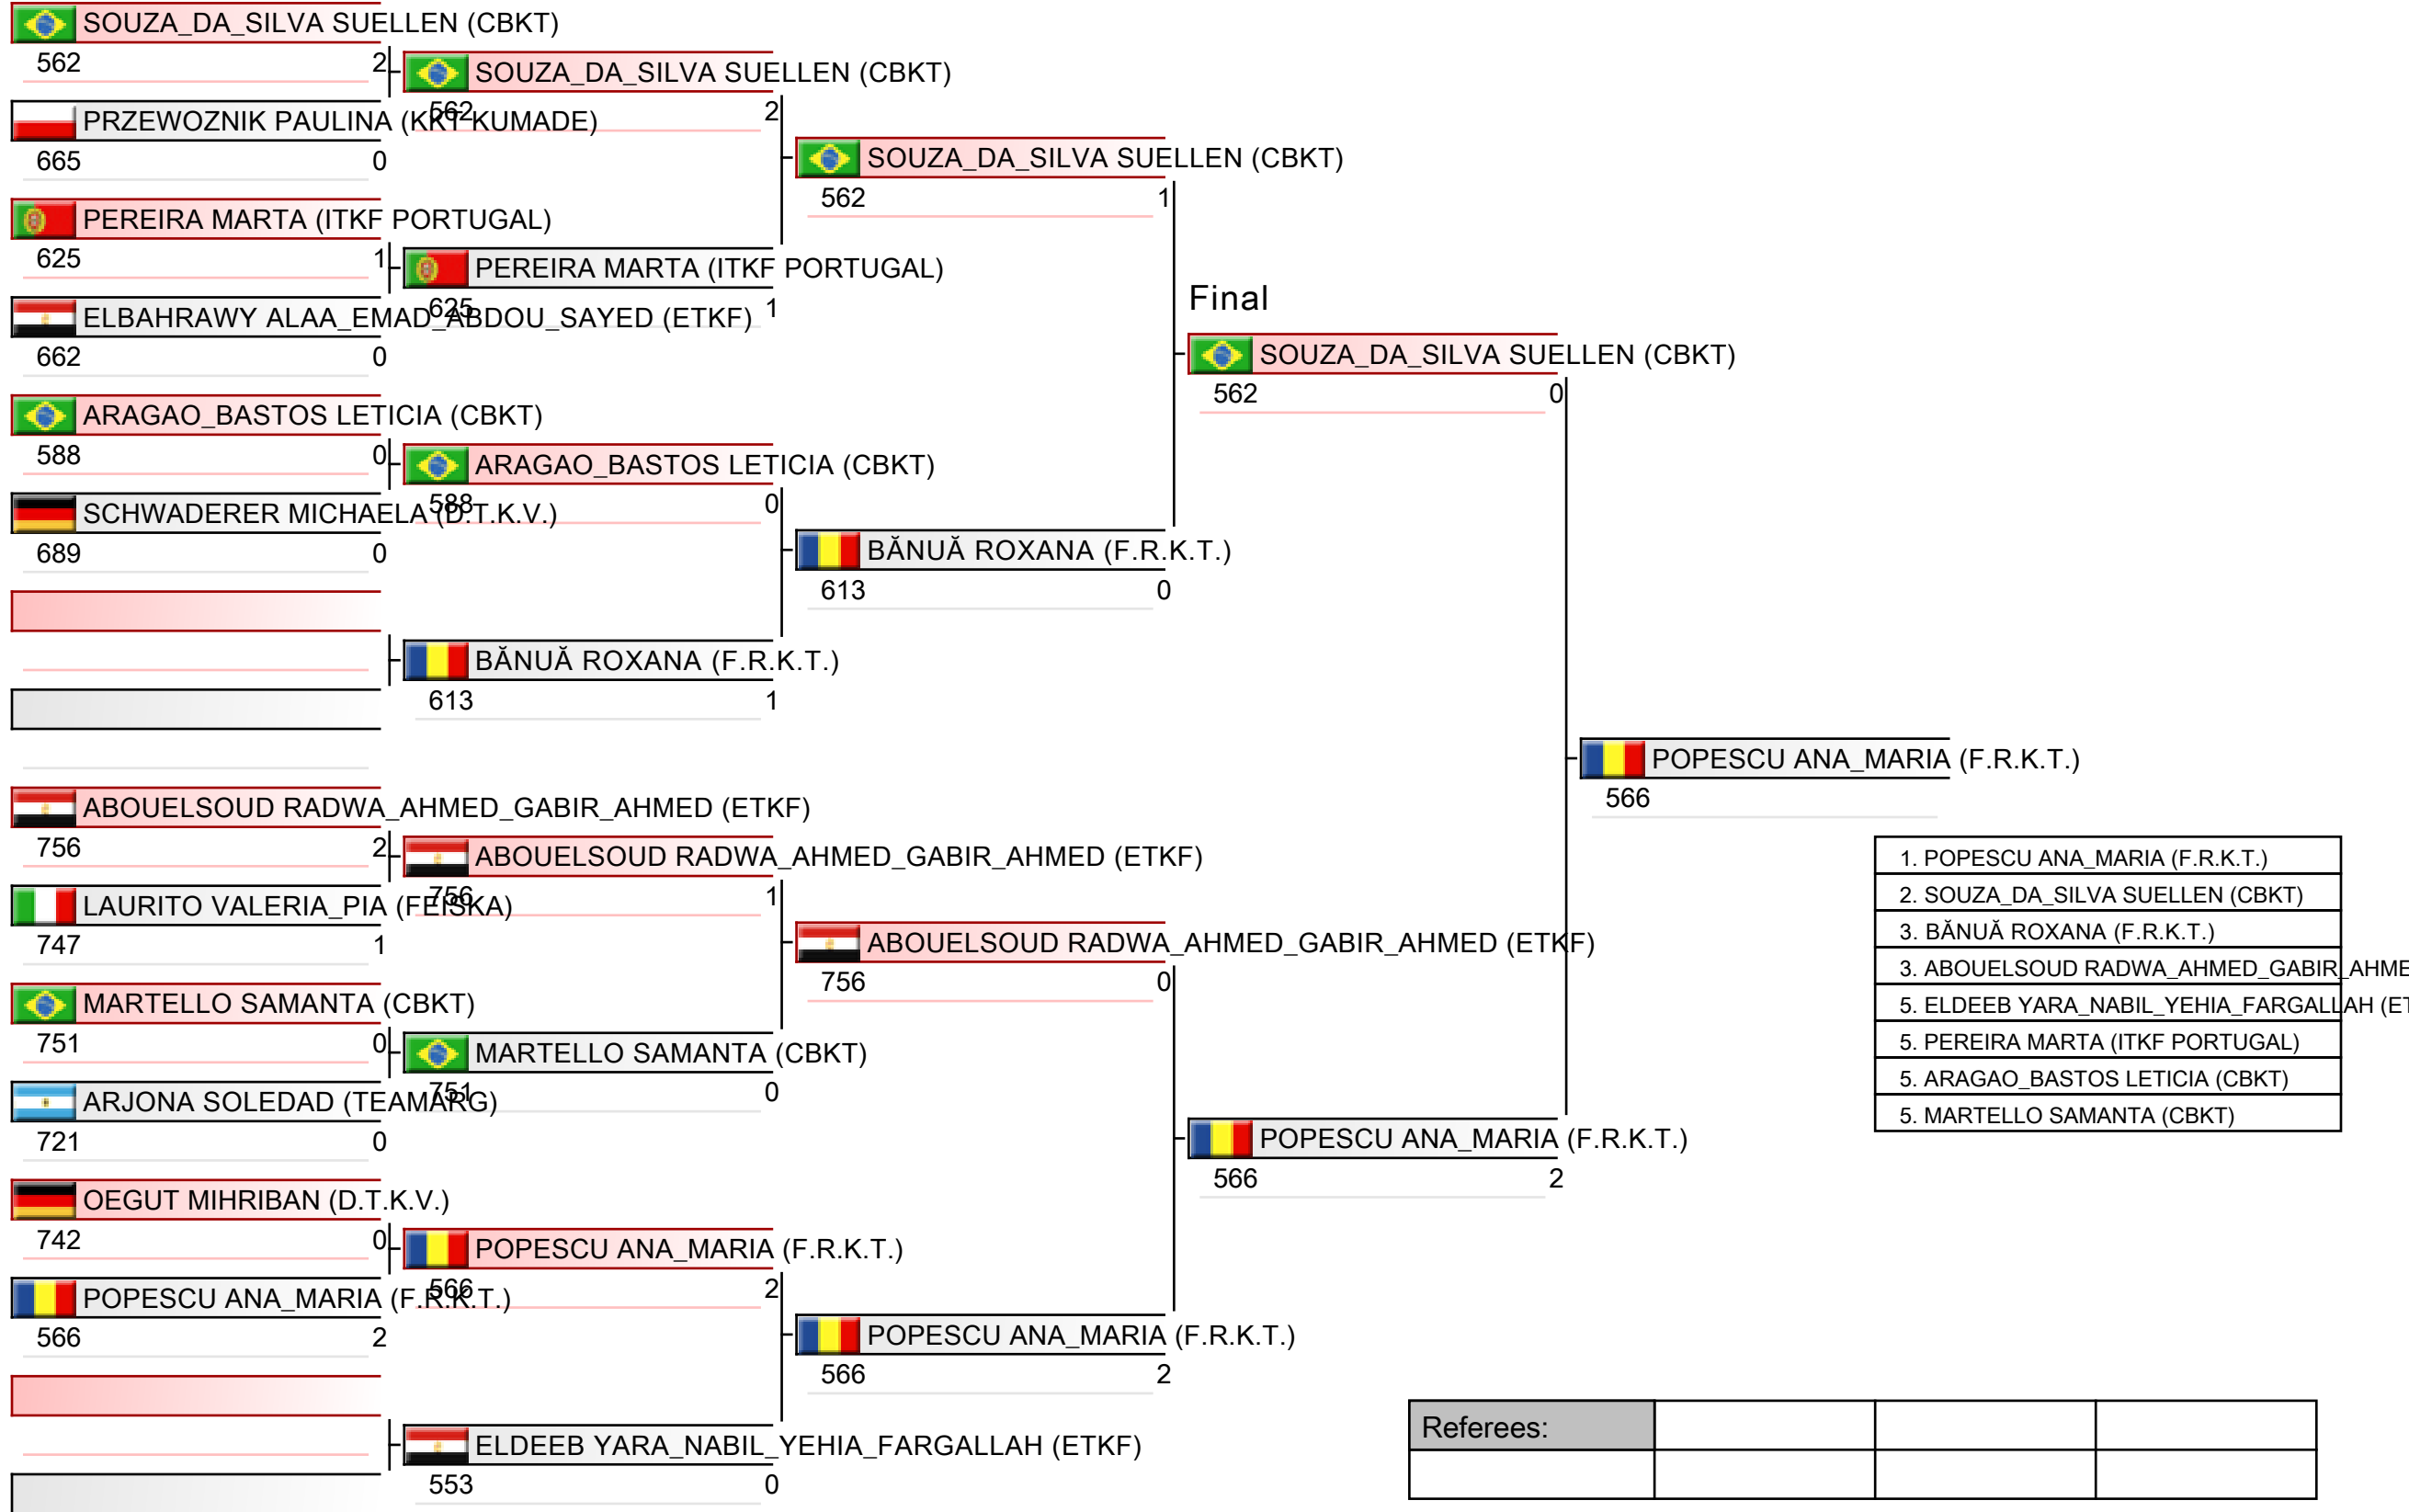 SOUZA_DA_SILVA SUELLEN (CBKT)
562 2
PRZEWOZNIK PAULINA (KKT KUMADE)
665 0
PEREIRA MARTA (ITKF PORTUGAL)
625 1
ELBAHRAWY ALAA_EMAD_ABDOU_SAYED (ETKF)
662 0
ARAGAO_BASTOS LETICIA (CBKT)
588 0
SCHWADERER MICHAELA (D.T.K.V.)
689 0
ABOUELSOUD RADWA_AHMED_GABIR_AHMED (ETKF)
756 2
LAURITO VALERIA_PIA (FEISKA)
747 1
MARTELLO SAMANTA (CBKT)
751 0
ARJONA SOLEDAD (TEAMARG)
721 0
OEGUT MIHRIBAN (D.T.K.V.)
742 0
POPESCU ANA_MARIA (F.R.K.T.)
566 2
SOUZA_DA_SILVA SUELLEN (CBKT)
562 2
PEREIRA MARTA (ITKF PORTUGAL)
625 1
ARAGAO_BASTOS LETICIA (CBKT)
588 0
BĂNUĂ ROXANA (F.R.K.T.)
613 1
ABOUELSOUD RADWA_AHMED_GABIR_AHMED (ETKF)
756 1
MARTELLO SAMANTA (CBKT)
751 0
POPESCU ANA_MARIA (F.R.K.T.)
566 2
ELDEEB YARA_NABIL_YEHIA_FARGALLAH (ETKF)
553 0
SOUZA_DA_SILVA SUELLEN (CBKT)
562 1
BĂNUĂ ROXANA (F.R.K.T.)
613 0
ABOUELSOUD RADWA_AHMED_GABIR_AHMED (ETKF)
756 0
POPESCU ANA_MARIA (F.R.K.T.)
566 2
Final
SOUZA_DA_SILVA SUELLEN (CBKT)
562 0
POPESCU ANA_MARIA (F.R.K.T.)
566 2
POPESCU ANA_MARIA (F.R.K.T.)
566
1. POPESCU ANA_MARIA (F.R.K.T.)
2. SOUZA_DA_SILVA SUELLEN (CBKT)
3. BĂNUĂ ROXANA (F.R.K.T.)
3. ABOUELSOUD RADWA_AHMED_GABIR_AHME
5. ELDEEB YARA_NABIL_YEHIA_FARGALLAH (ET
5. PEREIRA MARTA (ITKF PORTUGAL)
5. ARAGAO_BASTOS LETICIA (CBKT)
5. MARTELLO SAMANTA (CBKT)
Referees: